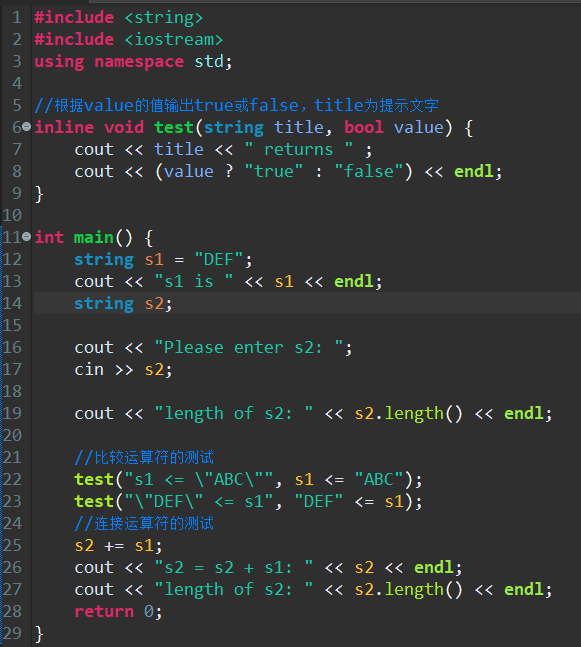 1 #include <string>
2 #include <iostream>
3 using namespace std;
4
5 //根据value的值输出true或false，title为提示文字
6 inline void test(string title, bool value) {
7     cout << title << " returns " ;
8     cout << (value ? "true" : "false") << endl;
9 }
10
11 int main() {
12     string s1 = "DEF";
13     cout << "s1 is " << s1 << endl;
14     string s2;
15
16     cout << "Please enter s2: ";
17     cin >> s2;
18
19     cout << "length of s2: " << s2.length() << endl;
20
21     //比较运算符的测试
22     test("s1 <= \"ABC\"", s1 <= "ABC");
23     test("\"DEF\" <= s1", "DEF" <= s1);
24     //连接运算符的测试
25     s2 += s1;
26     cout << "s2 = s2 + s1: " << s2 << endl;
27     cout << "length of s2: " << s2.length() << endl;
28     return 0;
29 }